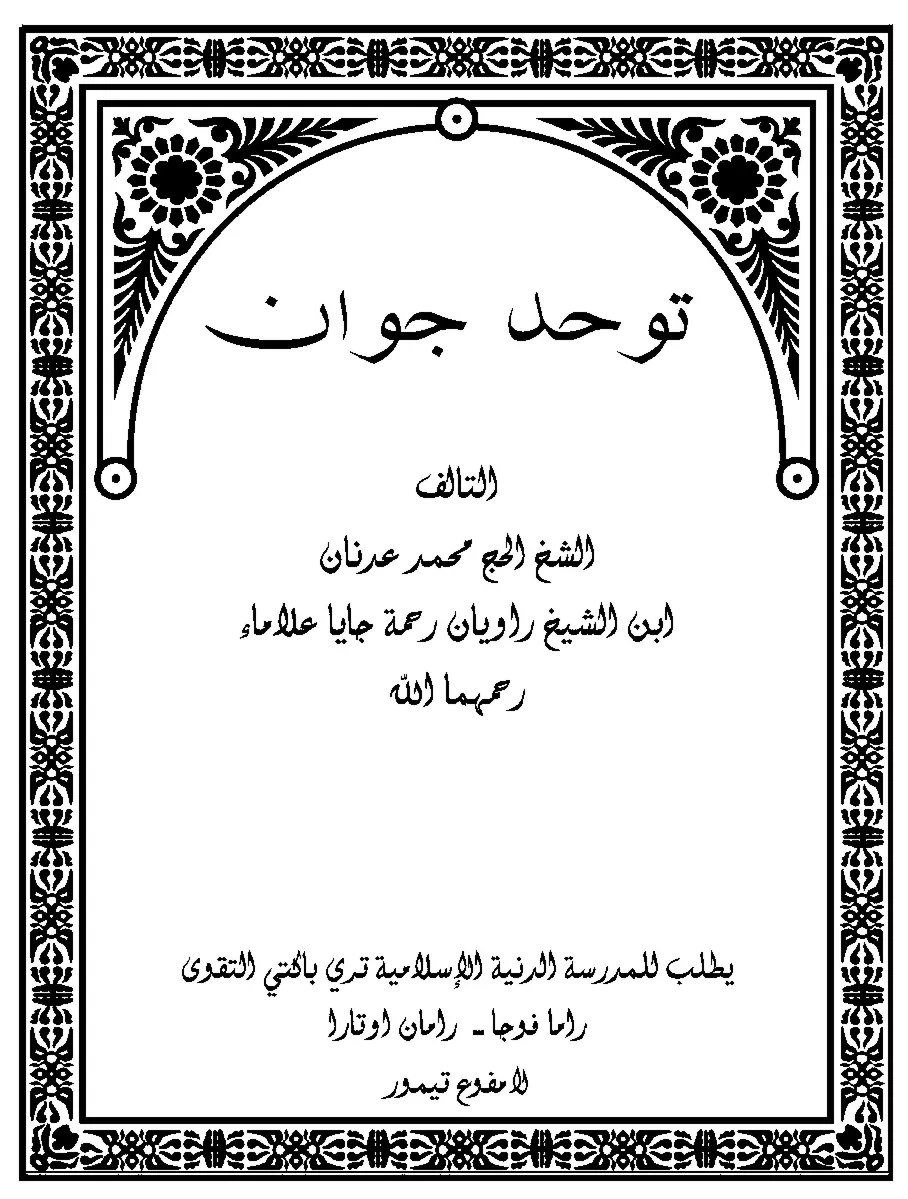 توحد جوان
التالف
الشخ الحج محمد عدنان
ابن الشيخ راويان رحمة جايا علاماء
رحمهما الله
يطلب للمدرسة الدنية الإسلامية تري باكتي التقوى
راما فوجا - رامان اوتارا
لامفوع تيمور